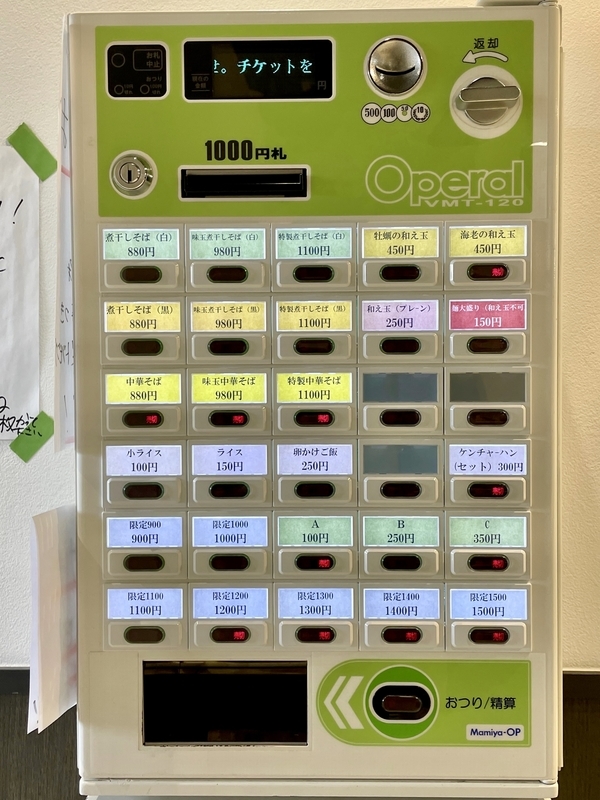 お札
中止
おつり
せ。チケットを
現在の
金額
円
返却
500 100 50 10
1000円札
Operal
VMT-120
煮干しそば（白）
880円
味玉煮干しそば（白）
980円
特製煮干しそば（白）
1100円
牡蠣の和え玉
450円
海老の和え玉
450円
煮干しそば（黒）
880円
味玉煮干しそば（黒）
980円
特製煮干しそば（黒）
1100円
和え玉（プレーン）
250円
麺大盛り（和え玉不可
150円
中華そば
880円
味玉中華そば
980円
特製中華そば
1100円
小ライス
100円
ライス
150円
卵かけご飯
250円
ケンチャーハン
（セット）300円
限定900
900円
限定1000
1000円
A
100円
B
250円
C
350円
限定1100
1100円
限定1200
1200円
限定1300
1300円
限定1400
1400円
限定1500
1500円
おつり/精算
Mamiya-OP